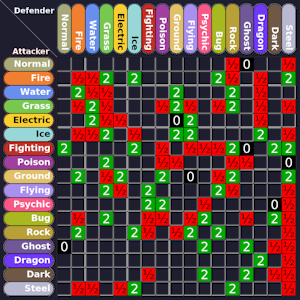 Defender
Normal Fire Water Grass Electric Ice Fighting Poison Ground Flying Psychic Bug Rock Ghost Dragon Dark Steel
Attacker
Normal ½ 0 ½
Fire ½ ½ 2 2 2 ½ ½ 2
Water 2 ½ ½ 2 2 ½
Grass ½ 2 ½ ½ 2 ½ ½ 2 ½ ½
Electric 2 ½ ½ 0 2 ½
Ice ½ ½ 2 ½ 2 2 2 ½
Fighting 2 2 ½ ½ ½ ½ 2 0 2 2
Poison 2 ½ ½ ½ ½ 0
Ground 2 ½ 2 2 0 ½ 2 2
Flying 2 ½ 2 2 ½ ½
Psychic 2 2 ½ 0 ½
Bug ½ 2 ½ ½ ½ 2 ½ 2 ½
Rock 2 2 ½ ½ 2 2 ½
Ghost 0 2 2 ½ ½
Dragon 2 ½
Dark ½ 2 2 ½ ½
Steel ½ ½ ½ 2 2 ½